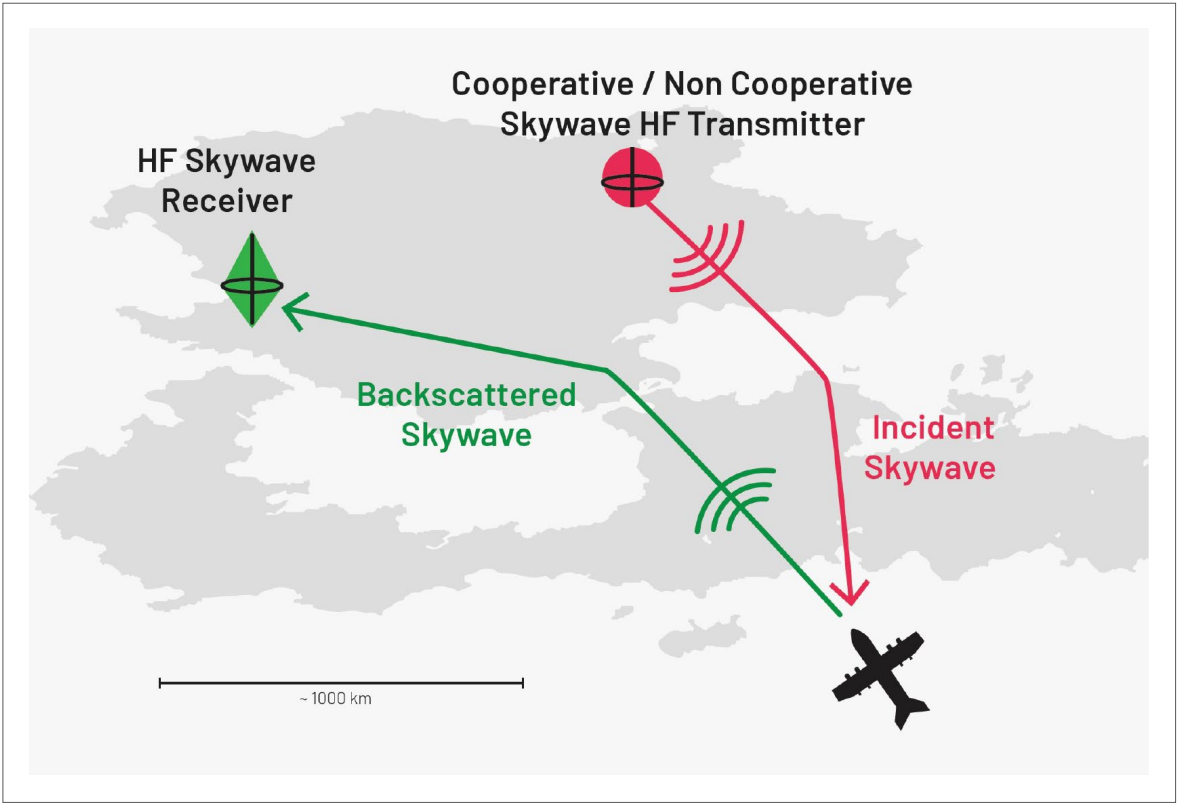 Cooperative / Non Cooperative
Skywave HF Transmitter
HF Skywave
Receiver
Backscattered
Skywave
Incident
Skywave
~ 1000 km